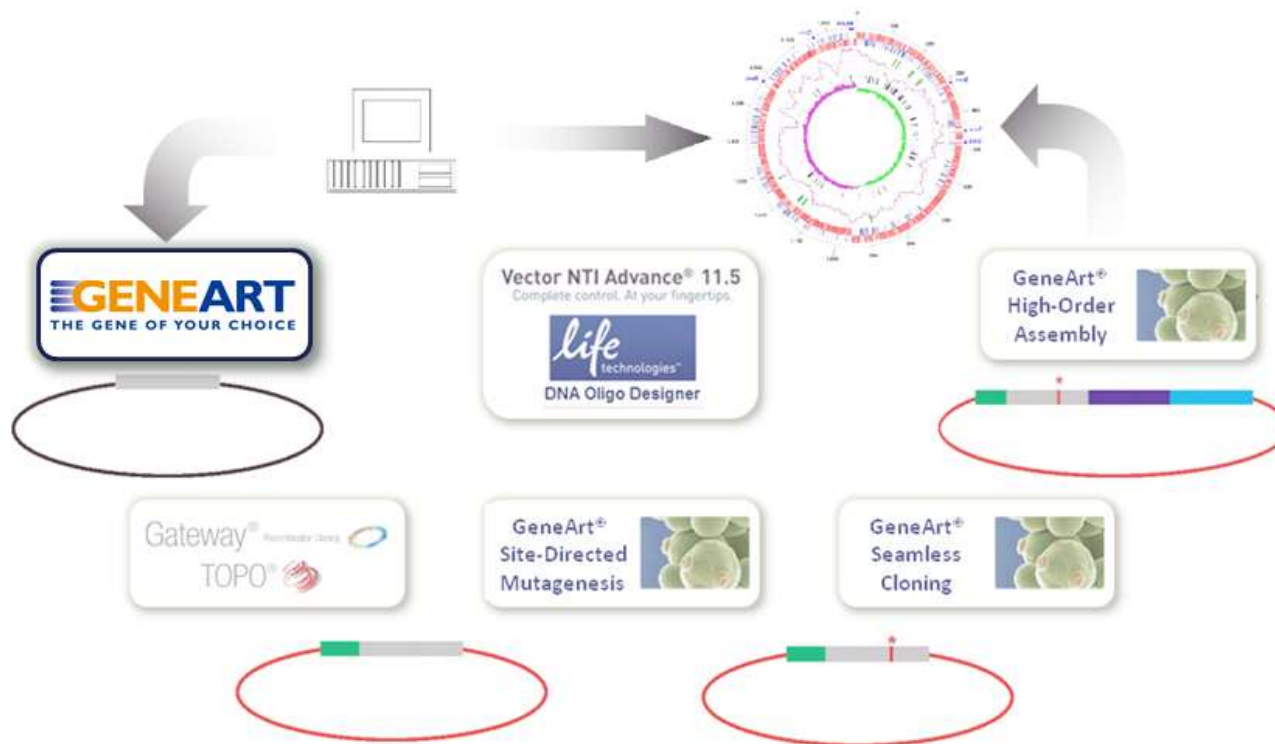 GENEART
THE GENE OF YOUR CHOICE
Vector NTI Advance® 11.5
Complete control. At your fingertips.
life
technologies™
DNA Oligo Designer
GeneArt®
High-Order
Assembly
*
Gateway®
TOPO®
GeneArt®
Site-Directed
Mutagenesis
GeneArt®
Seamless
Cloning
*